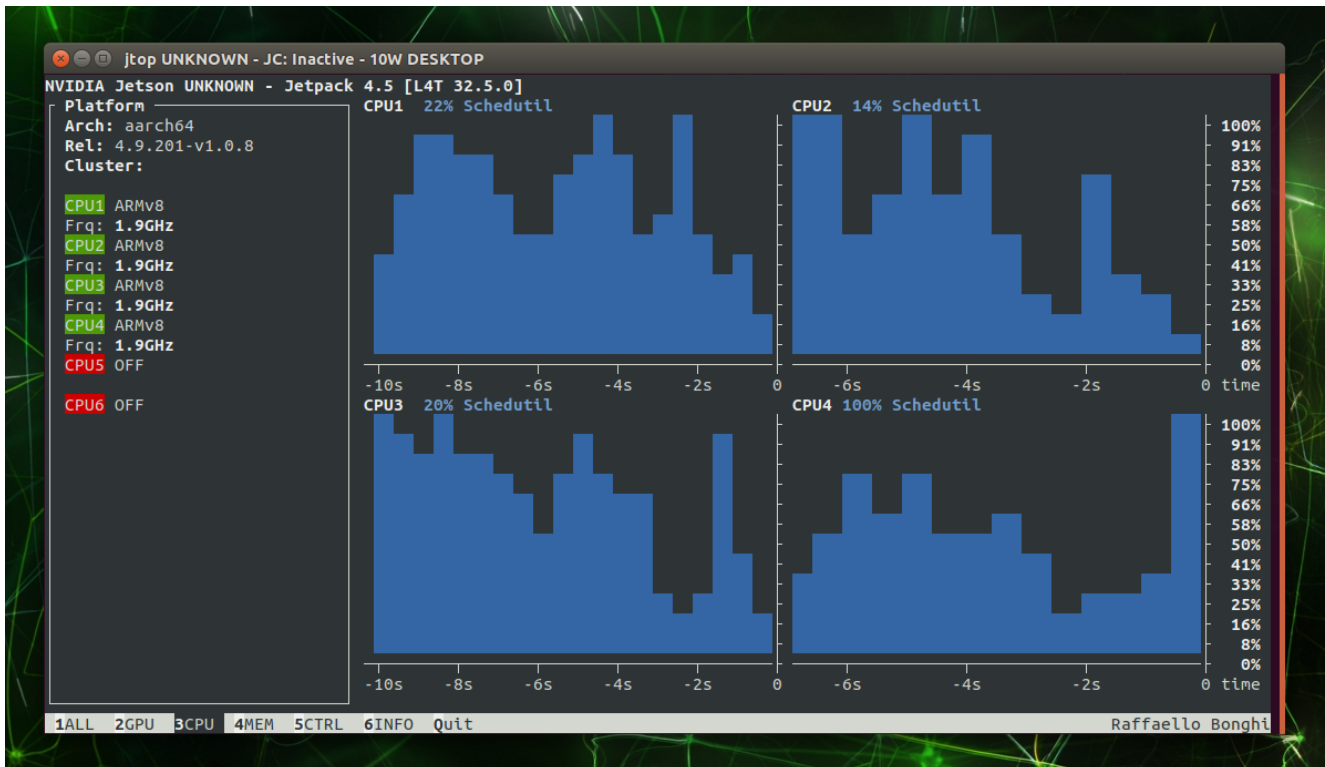 jtop UNKNOWN - JC: Inactive - 10W DESKTOP
NVIDIA Jetson UNKNOWN - Jetpack 4.5 [L4T 32.5.0]
Platform
Arch: aarch64
Rel: 4.9.201-v1.0.8
Cluster:
CPU1 ARMv8
Frq: 1.9GHz
CPU2 ARMv8
Frq: 1.9GHz
CPU3 ARMv8
Frq: 1.9GHz
CPU4 ARMv8
Frq: 1.9GHz
CPU5 OFF
CPU6 OFF
CPU1 22% Schedutil
-10s -8s -6s -4s -2s 0
CPU2 14% Schedutil
100%
91%
83%
75%
66%
58%
50%
41%
33%
25%
16%
8%
0%
-6s -4s -2s 0 time
CPU3 20% Schedutil
-10s -8s -6s -4s -2s 0
CPU4 100% Schedutil
100%
91%
83%
75%
66%
58%
50%
41%
33%
25%
16%
8%
0%
-6s -4s -2s 0 time
1ALL 2GPU 3CPU 4MEM 5CTRL 6INFO Quit Raffaello Bonghi